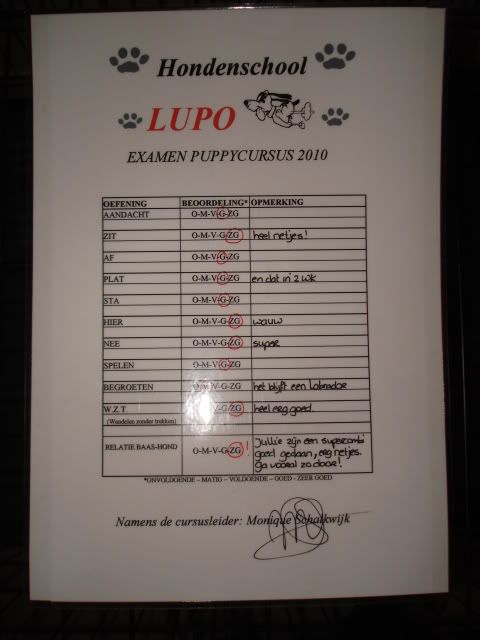 Hondenschool
LUPO
EXAMEN PUPPYCURSUS 2010
OEFENING BEOORDELING* OPMERKING
AANDACHT O-M-V-G-ZG
ZIT O-M-V-G-ZG heel netjes!
AF O-M-V-G-ZG
PLAT O-M-V-G-ZG en dat in 2 wk
STA O-M-V-G-ZG
HIER O-M-V-G-ZG wauw
NEE O-M-V-G-ZG super
SPELEN O-M-V-G-ZG
BEGROETEN O-M-V-G-ZG het blijft een Labrador
W.Z.T O-M-V-G-ZG heel erg goed.
(Wandelen zonder trekken)
RELATIE BAAS-HOND O-M-V-G-ZG ! Jullie zijn een supercombi
goed gedaan, erg netjes.
Ga vooral zo door!
*ONVOLDOENDE – MATIG – VOLDOENDE – GOED - ZEER GOED
Namens de cursusleider: Monique Schalkwijk